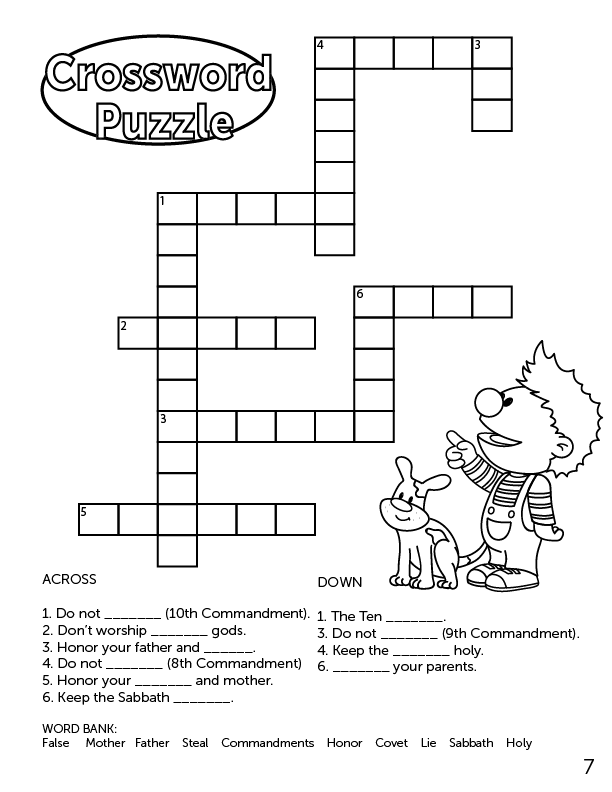 Crossword
Puzzle
4
3
1
6
2
3
5
ACROSS
1. Do not _______ (10th Commandment).
2. Don't worship _______ gods.
3. Honor your father and ______.
4. Do not _______ (8th Commandment)
5. Honor your _______ and mother.
6. Keep the Sabbath _______.
DOWN
1. The Ten _______.
3. Do not _______ (9th Commandment).
4. Keep the _______ holy.
6. _______ your parents.
WORD BANK:
False Mother Father Steal Commandments Honor Covet Lie Sabbath Holy
7